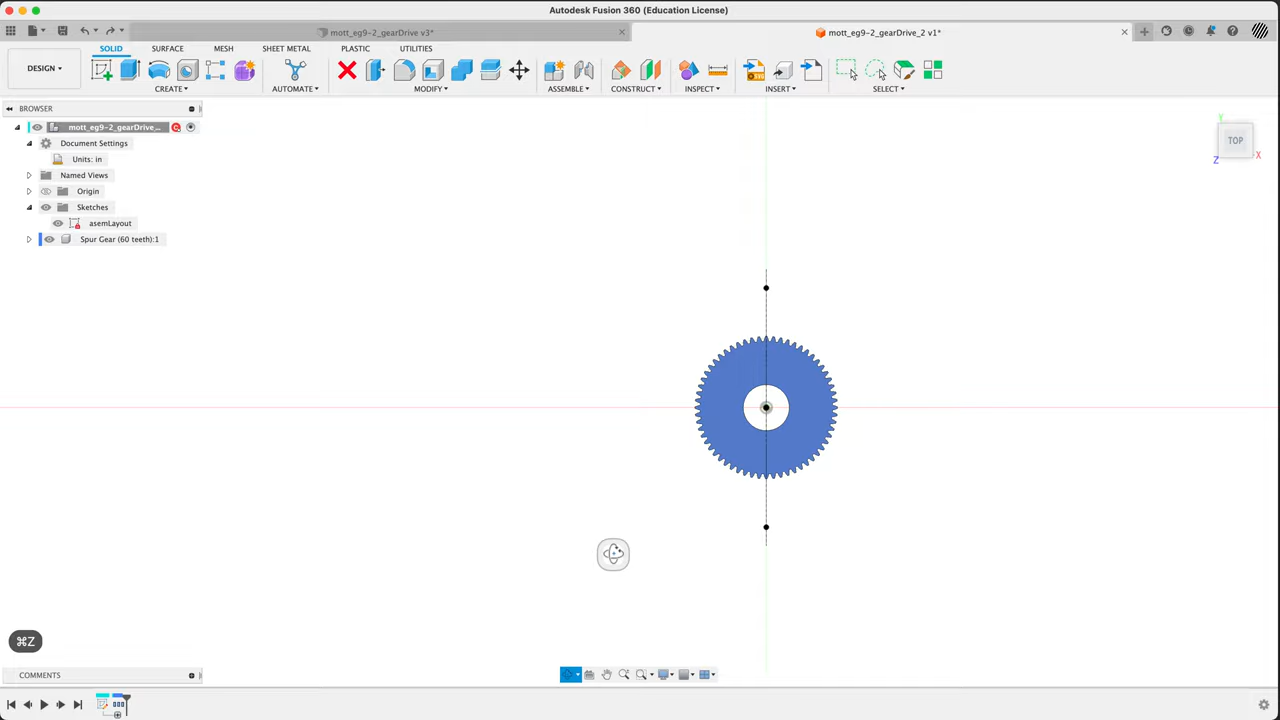 Autodesk Fusion 360 (Education License)
mott_eg9-2_gearDrive v3*
mott_eg9-2_gearDrive_2 v1*
SOLID SURFACE MESH SHEET METAL PLASTIC UTILITIES
DESIGN
CREATE AUTOMATE MODIFY ASSEMBLE CONSTRUCT INSPECT INSERT SELECT
BROWSER
mott_eg9-2_gearDrive_...
Document Settings
Units: in
Named Views
Origin
Sketches
asemLayout
Spur Gear (60 teeth):1
Y
TOP
X
Z
⌘Z
COMMENTS